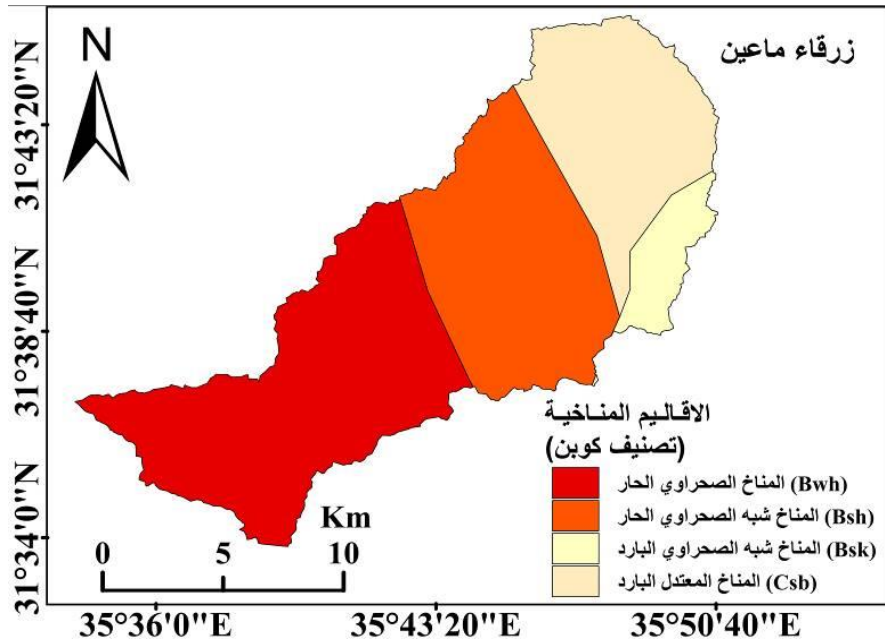 زرقاء ماعين
N
31°43'20"N
31°38'40"N
31°34'0"N
الاقاليم المناخية
(تصنيف كوبن)
المناخ الصحراوي الحار (Bwh)
المناخ شبه الصحراوي الحار (Bsh)
المناخ شبه الصحراوي البارد (Bsk)
المناخ المعتدل البارد (Csb)
Km
0 5 10
35°36'0"E 35°43'20"E 35°50'40"E